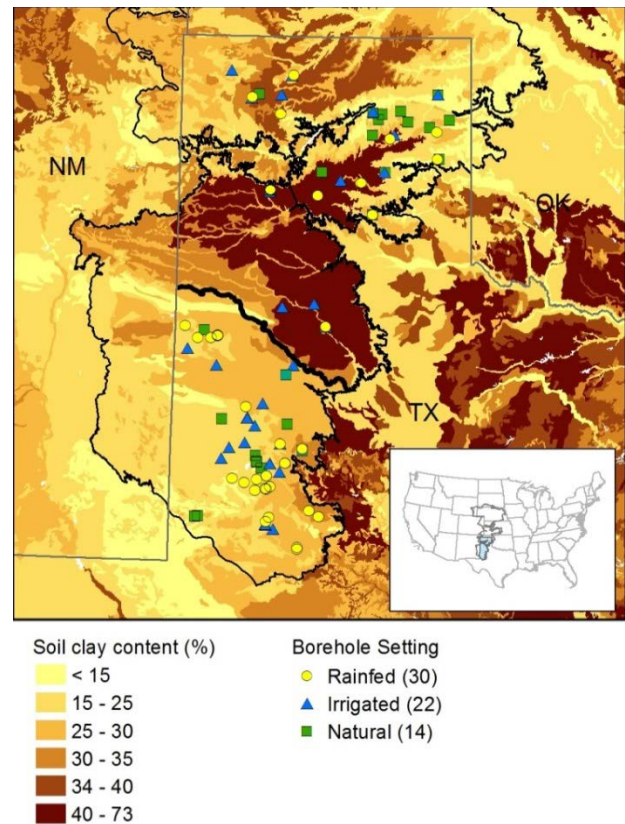 NM
OK
TX
Soil clay content (%)
< 15
15 - 25
25 - 30
30 - 35
34 - 40
40 - 73
Borehole Setting
Rainfed (30)
Irrigated (22)
Natural (14)